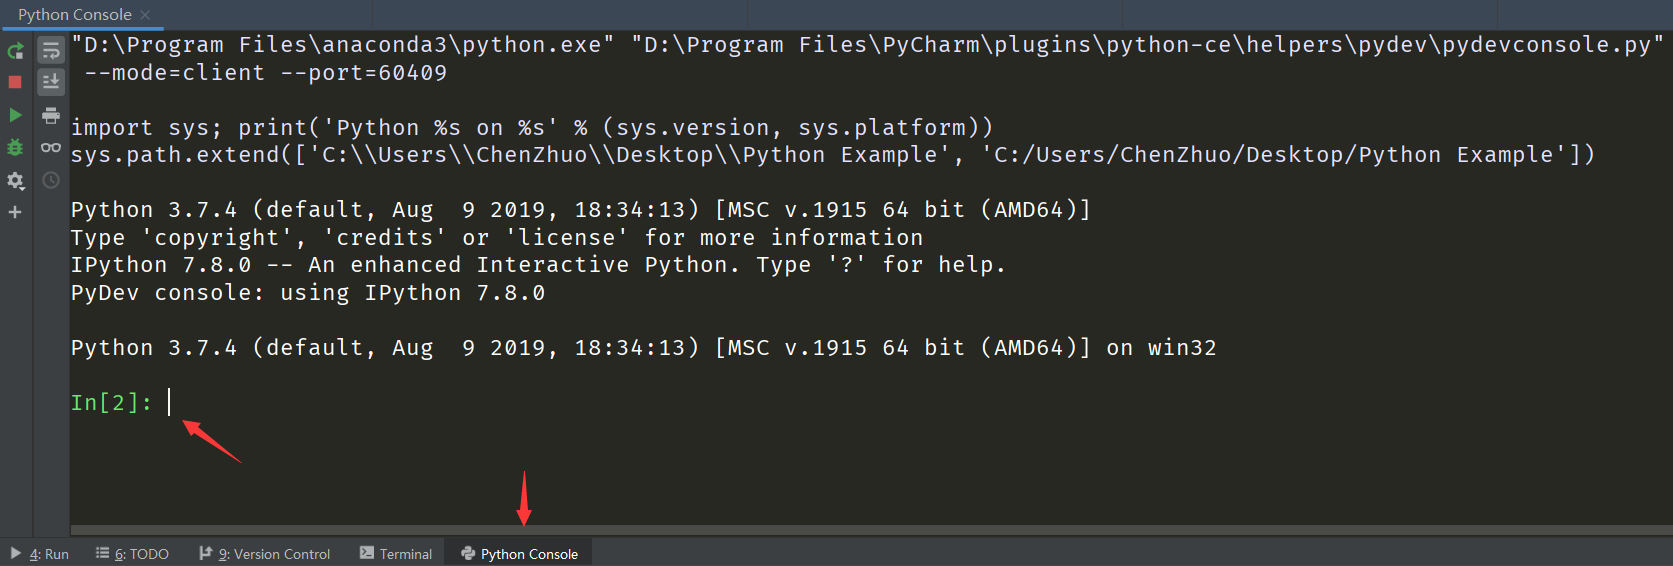 Python Console
"D:\Program Files\anaconda3\python.exe" "D:\Program Files\PyCharm\plugins\python-ce\helpers\pydev\pydevconsole.py"
--mode=client --port=60409
import sys; print('Python %s on %s' % (sys.version, sys.platform))
sys.path.extend(['C:\\Users\\ChenZhuo\\Desktop\\Python Example', 'C:/Users/ChenZhuo/Desktop/Python Example'])
Python 3.7.4 (default, Aug  9 2019, 18:34:13) [MSC v.1915 64 bit (AMD64)]
Type 'copyright', 'credits' or 'license' for more information
IPython 7.8.0 -- An enhanced Interactive Python. Type '?' for help.
PyDev console: using IPython 7.8.0
Python 3.7.4 (default, Aug  9 2019, 18:34:13) [MSC v.1915 64 bit (AMD64)] on win32
In[2]:
4: Run 6: TODO 9: Version Control Terminal Python Console